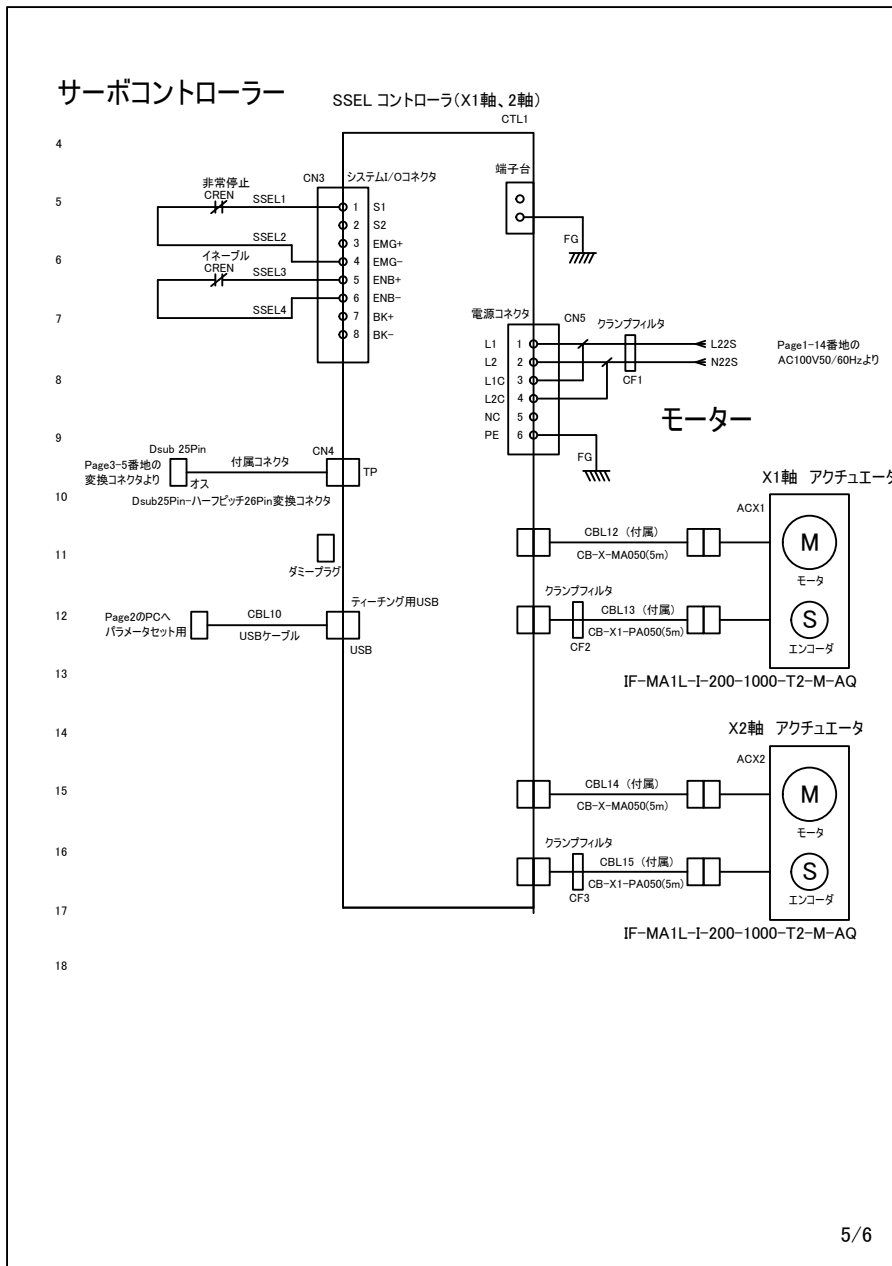 サーボコントローラー
SSEL コントローラ(X1軸、2軸)
CTL1
4
5
6
7
8
9
10
11
12
13
14
15
16
17
18
CN3
システムI/Oコネクタ
非常停止
CREN
SSEL1
SSEL2
イネーブル
CREN
SSEL3
SSEL4
1 S1
2 S2
3 EMG+
4 EMG-
5 ENB+
6 ENB-
7 BK+
8 BK-
端子台
FG
電源コネクタ
CN5
クランプフィルタ
L1 1
L2 2
L1C 3
L2C 4
NC 5
PE 6
CF1
L22S
N22S
Page1-14番地の
AC100V50/60Hzより
FG
モーター
Dsub 25Pin
Page3-5番地の
変換コネクタより
オス
付属コネクタ
CN4
TP
Dsub25Pin-ハーフピッチ26Pin変換コネクタ
ダミープラグ
ティーチング用USB
Page2のPCへ
パラメータセット用
CBL10
USBケーブル
USB
X1軸 アクチュエータ
ACX1
CBL12 (付属)
CB-X-MA050(5m)
M
モータ
クランプフィルタ
CBL13 (付属)
CB-X1-PA050(5m)
CF2
S
エンコーダ
IF-MA1L-I-200-1000-T2-M-AQ
X2軸 アクチュエータ
ACX2
CBL14 (付属)
CB-X-MA050(5m)
M
モータ
クランプフィルタ
CBL15 (付属)
CB-X1-PA050(5m)
CF3
S
エンコーダ
IF-MA1L-I-200-1000-T2-M-AQ
5/6